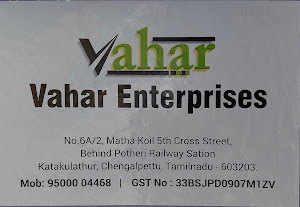 Vahar
Vahar Enterprises
No.6A/2, Matha Koil 5th Cross Street,
Behind Potheri Railway Sation
Katakulathur, Chengalpettu, Tamilnadu - 603203.
Mob: 95000 04468 | GST No : 33BSJPD0907M1ZV